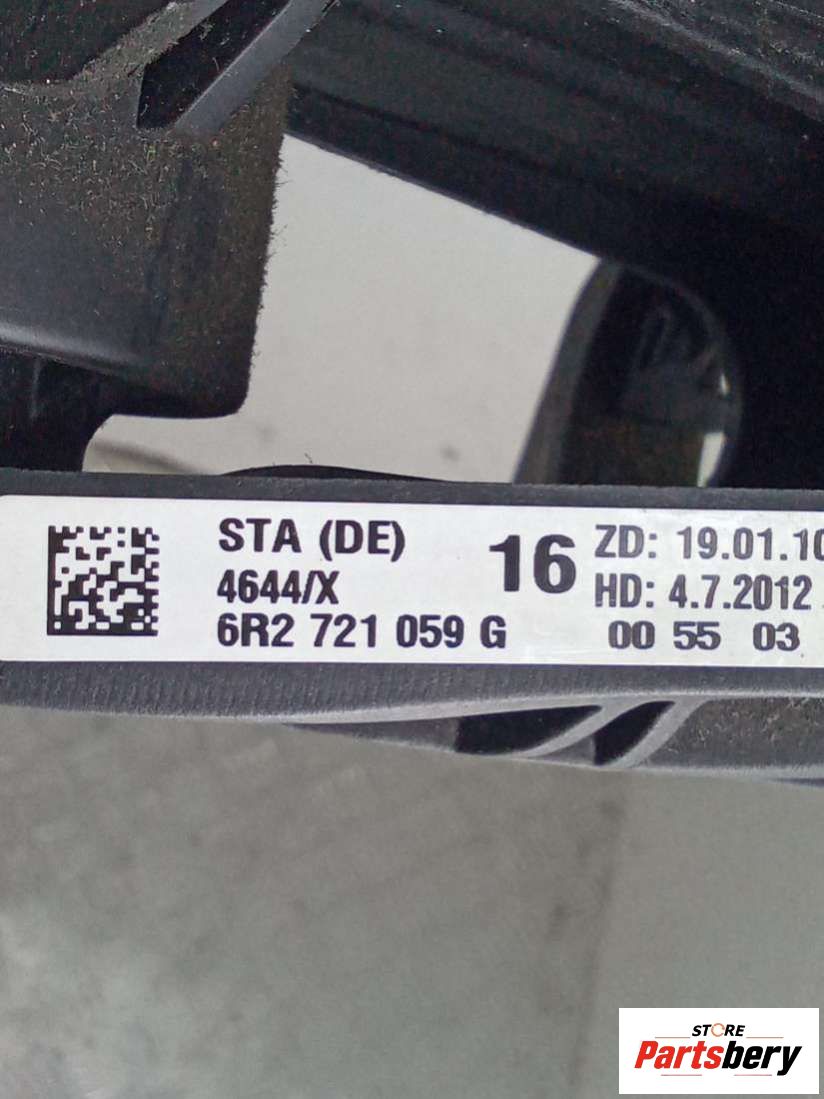 STA (DE)
4644/X
6R2 721 059 G
16
ZD: 19.01.10
HD: 4.7.2012
00 55 03
STORE
Partsbery